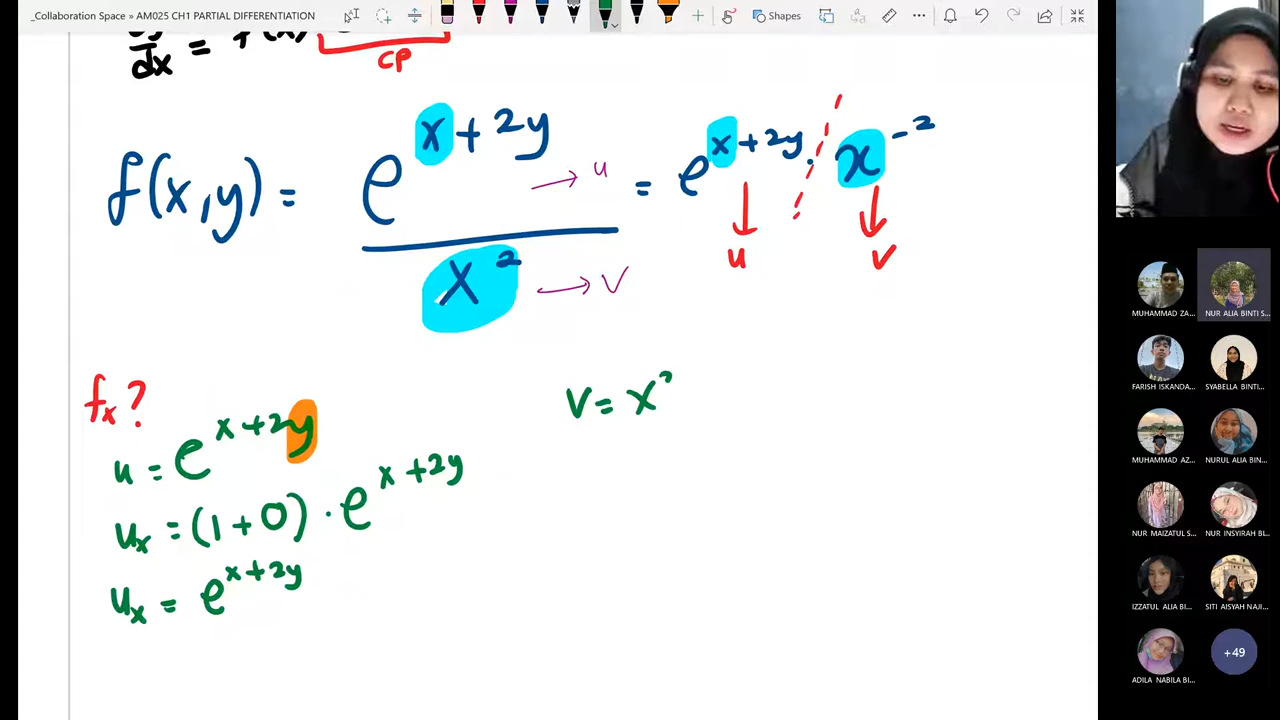 _Collaboration Space » AM025 CH1 PARTIAL DIFFERENTIATION
Shapes
dx =
CP
f(x,y) = e^x+2y → u = e^x+2y . x^-2
x^2 → v
u v
fx?
u = e^x+2y
v = x^2
ux = (1+0) · e^x+2y
ux = e^x+2y
MUHAMMAD ZA... NUR ALIA BINTI S...
FARISH ISKANDA... SYABELLA BINTI...
MUHAMMAD AZ... NURUL ALIA BIN...
NUR MAIZATUL S... NUR INSYIRAH BI...
IZZATUL ALIA BI... SITI AISYAH NAJI...
ADILA NABILA BI... +49